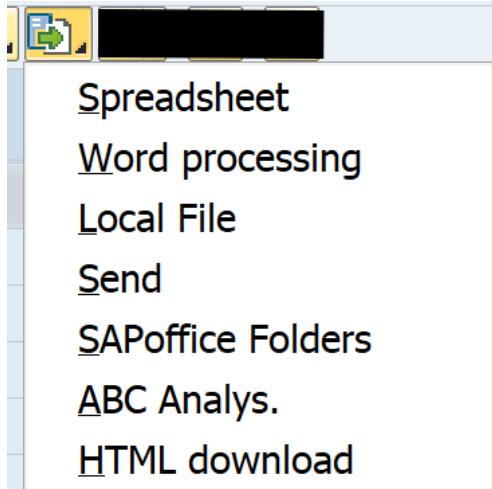 Spreadsheet
Word processing
Local File
Send
SAPoffice Folders
ABC Analys.
HTML download